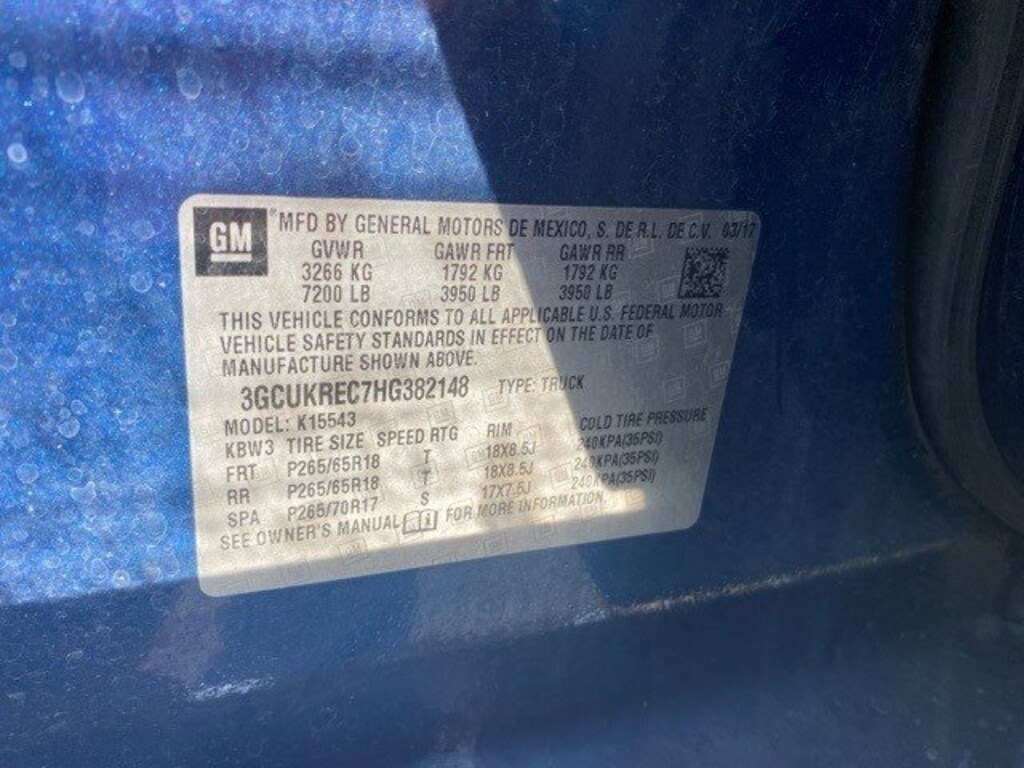 GM ® MFD BY GENERAL MOTORS DE MEXICO, S. DE R.L. DE C.V. 03/17
GVWR GAWR FRT GAWR RR
3266 KG 1792 KG 1792 KG
7200 LB 3950 LB 3950 LB
THIS VEHICLE CONFORMS TO ALL APPLICABLE U.S. FEDERAL MOTOR
VEHICLE SAFETY STANDARDS IN EFFECT ON THE DATE OF
MANUFACTURE SHOWN ABOVE.
3GCUKREC7HG382148 TYPE: TRUCK
MODEL: K15543
KBW3 TIRE SIZE SPEED RTG RIM COLD TIRE PRESSURE
FRT P265/65R18 T 18X8.5J 240KPA(35PSI)
RR P265/65R18 T 18X8.5J 240KPA(35PSI)
SPA P265/70R17 S 17X7.5J 240KPA(35PSI)
SEE OWNER'S MANUAL FOR MORE INFORMATION.